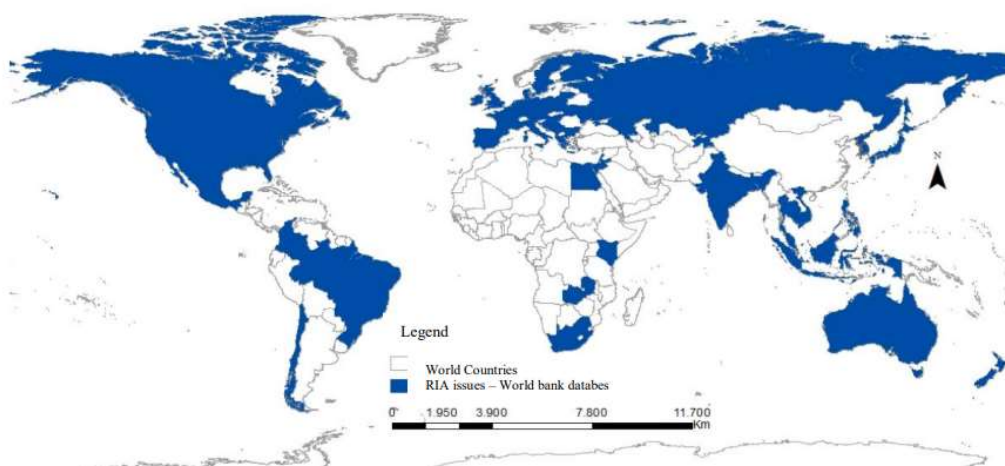 N
Legend
World Countries
RIA issues – World bank databes
0 1.950 3.900 7.800 11.700
Km